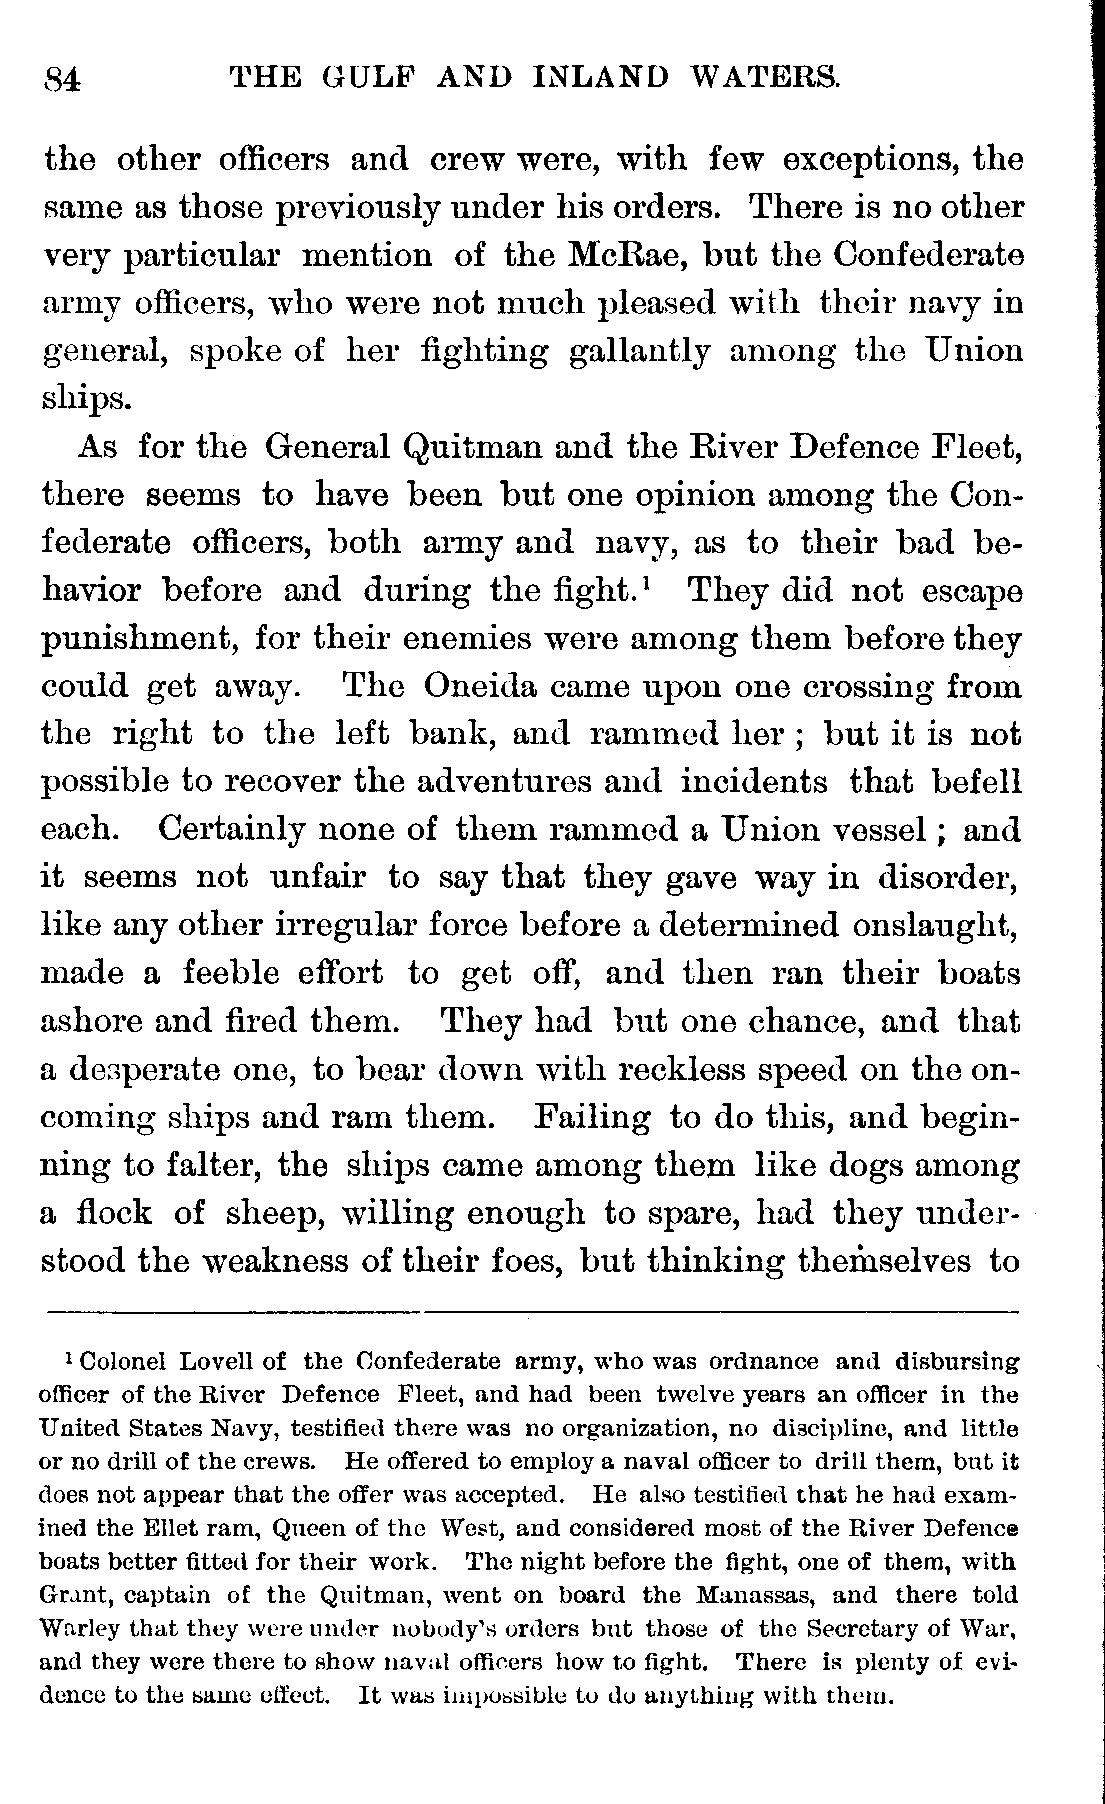 84 THE GULF AND INLAND WATERS.
the other officers and crew were, with few exceptions, the
same as those previously under his orders. There is no other
very particular mention of the McRae, but the Confederate
army officers, who were not much pleased with their navy in
general, spoke of her fighting gallantly among the Union
ships.
As for the General Quitman and the River Defence Fleet,
there seems to have been but one opinion among the Con-
federate officers, both army and navy, as to their bad be-
havior before and during the fight.¹ They did not escape
punishment, for their enemies were among them before they
could get away. The Oneida came upon one crossing from
the right to the left bank, and rammed her ; but it is not
possible to recover the adventures and incidents that befell
each. Certainly none of them rammed a Union vessel ; and
it seems not unfair to say that they gave way in disorder,
like any other irregular force before a determined onslaught,
made a feeble effort to get off, and then ran their boats
ashore and fired them. They had but one chance, and that
a desperate one, to bear down with reckless speed on the on-
coming ships and ram them. Failing to do this, and begin-
ning to falter, the ships came among them like dogs among
a flock of sheep, willing enough to spare, had they under-
stood the weakness of their foes, but thinking themselves to
¹ Colonel Lovell of the Confederate army, who was ordnance and disbursing
officer of the River Defence Fleet, and had been twelve years an officer in the
United States Navy, testified there was no organization, no discipline, and little
or no drill of the crews. He offered to employ a naval officer to drill them, but it
does not appear that the offer was accepted. He also testified that he had exam-
ined the Ellet ram, Queen of the West, and considered most of the River Defence
boats better fitted for their work. The night before the fight, one of them, with
Grant, captain of the Quitman, went on board the Manassas, and there told
Warley that they were under nobody's orders but those of the Secretary of War,
and they were there to show naval officers how to fight. There is plenty of evi-
dence to the same effect. It was impossible to do anything with them.